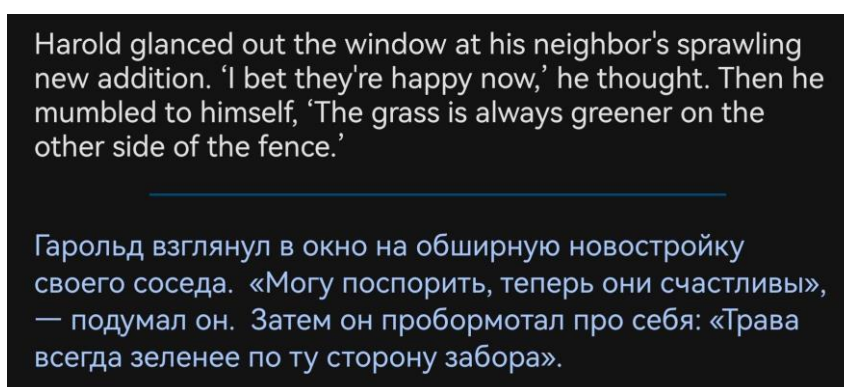 Harold glanced out the window at his neighbor's sprawling
new addition. ‘I bet they're happy now,’ he thought. Then he
mumbled to himself, ‘The grass is always greener on the
other side of the fence.’
Гарольд взглянул в окно на обширную новостройку
своего соседа.  «Могу поспорить, теперь они счастливы»,
— подумал он.  Затем он пробормотал про себя: «Трава
всегда зеленее по ту сторону забора».